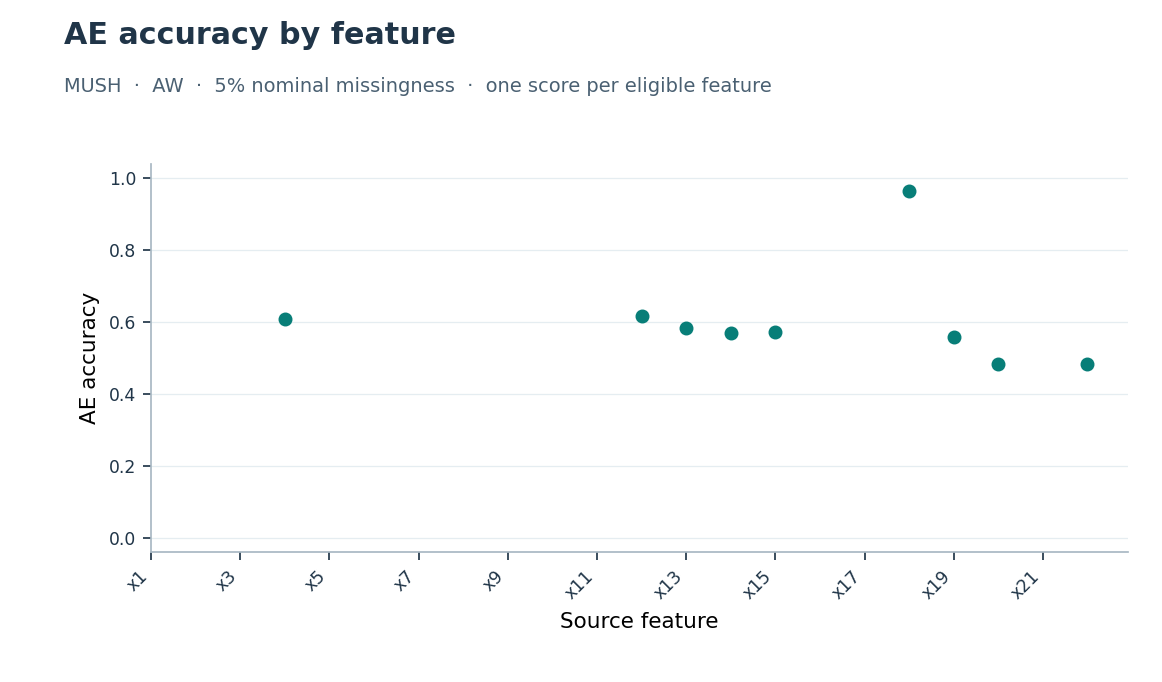 AE accuracy by feature
MUSH · AW · 5% nominal missingness · one score per eligible feature
1.0
0.8
0.6
0.4
0.2
0.0
AE accuracy
x1 x3 x5 x7 x9 x11 x13 x15 x17 x19 x21
Source feature